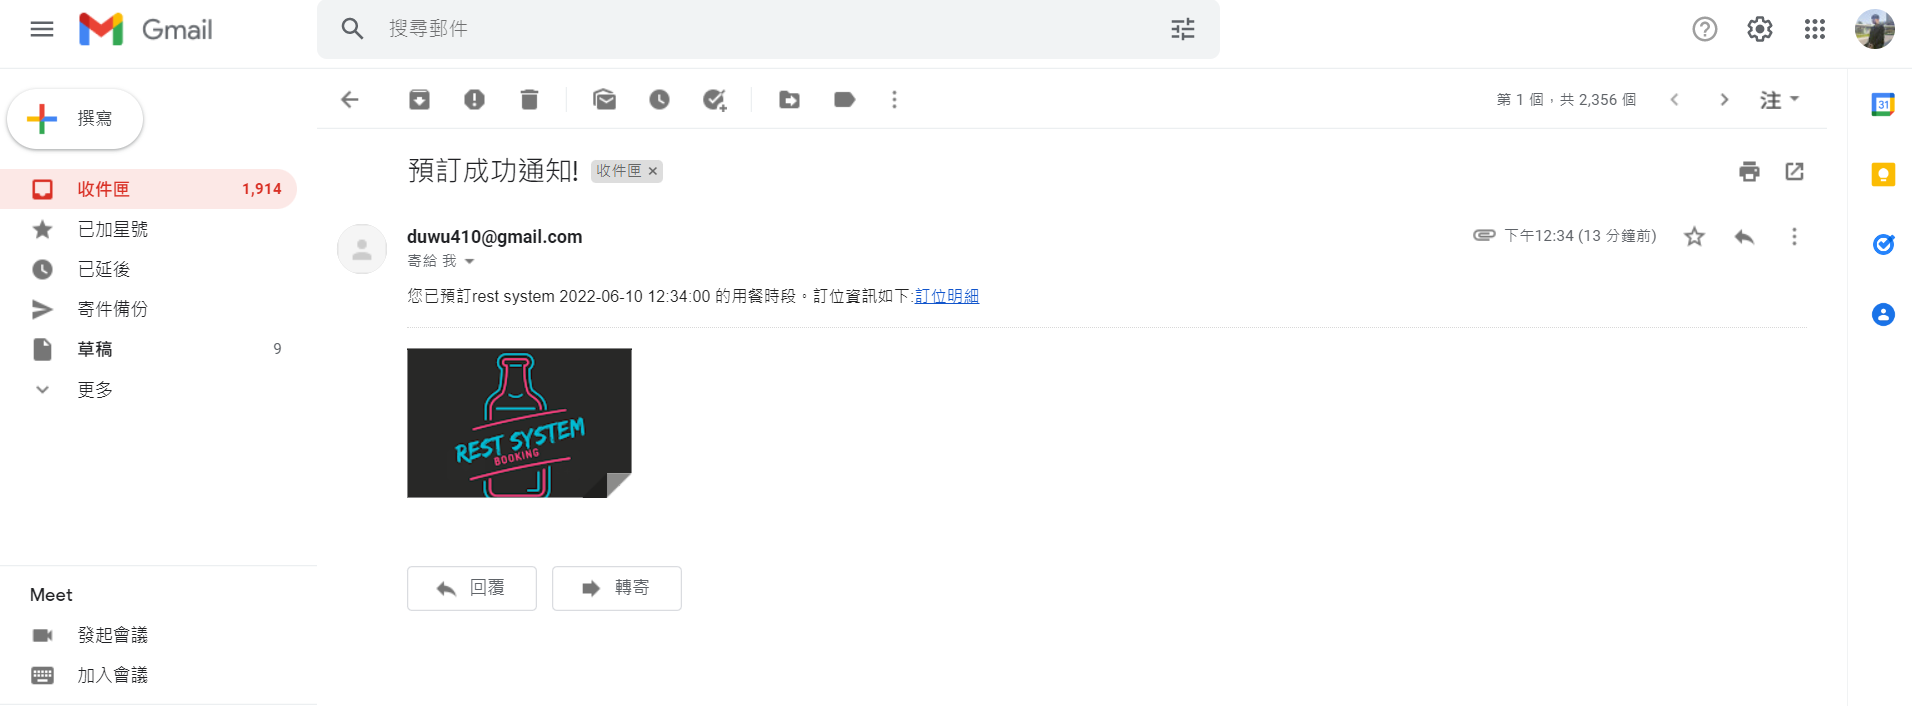 Gmail
搜尋郵件
撰寫
第 1 個，共 2,356 個
注
31
收件匣 1,914
已加星號
已延後
寄件備份
草稿 9
更多
預訂成功通知! 收件匣 ×
duwu410@gmail.com
下午12:34 (13 分鐘前)
寄給 我
您已預訂rest system 2022-06-10 12:34:00 的用餐時段。訂位資訊如下:訂位明細
REST SYSTEM
BOOKING
回覆
轉寄
Meet
發起會議
加入會議